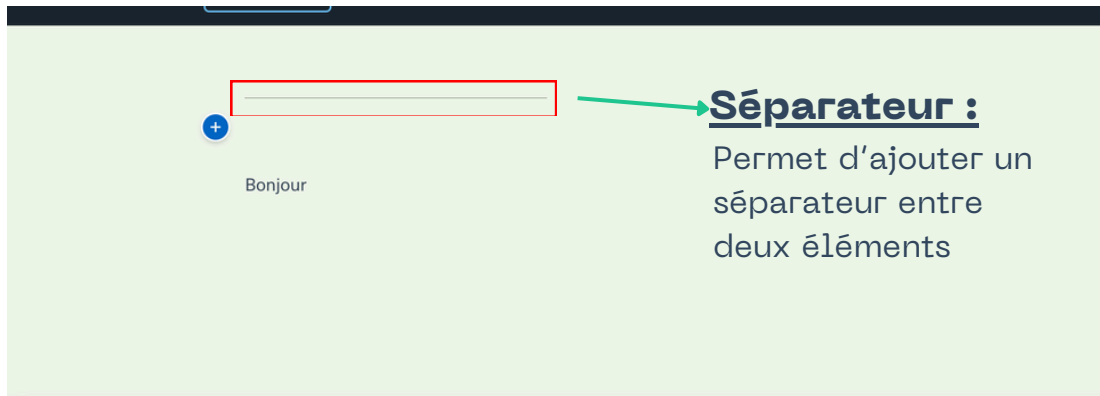 Séparateur :
Permet d'ajouter un
séparateur entre
deux éléments
Bonjour